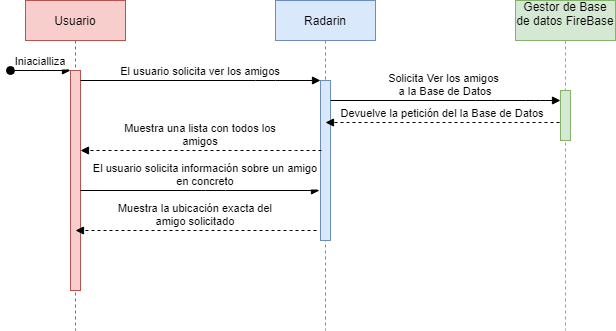 Usuario
Radarin
Gestor de Base
de datos FireBase
Iniacialliza
El usuario solicita ver los amigos
Solicita Ver los amigos
a la Base de Datos
Devuelve la petición del la Base de Datos
Muestra una lista con todos los
amigos
El usuario solicita información sobre un amigo
en concreto
Muestra la ubicación exacta del
amigo solicitado